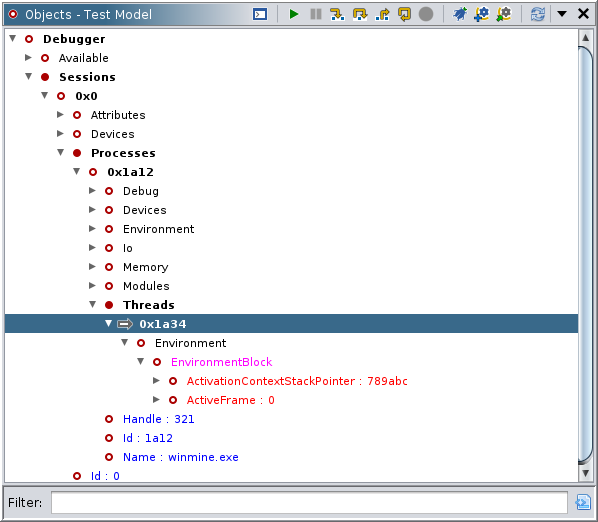 Objects - Test Model
Debugger
Available
Sessions
0x0
Attributes
Devices
Processes
0x1a12
Debug
Devices
Environment
Io
Memory
Modules
Threads
0x1a34
Environment
EnvironmentBlock
ActivationContextStackPointer : 789abc
ActiveFrame : 0
Handle : 321
Id : 1a12
Name : winmine.exe
Id : 0
Filter: